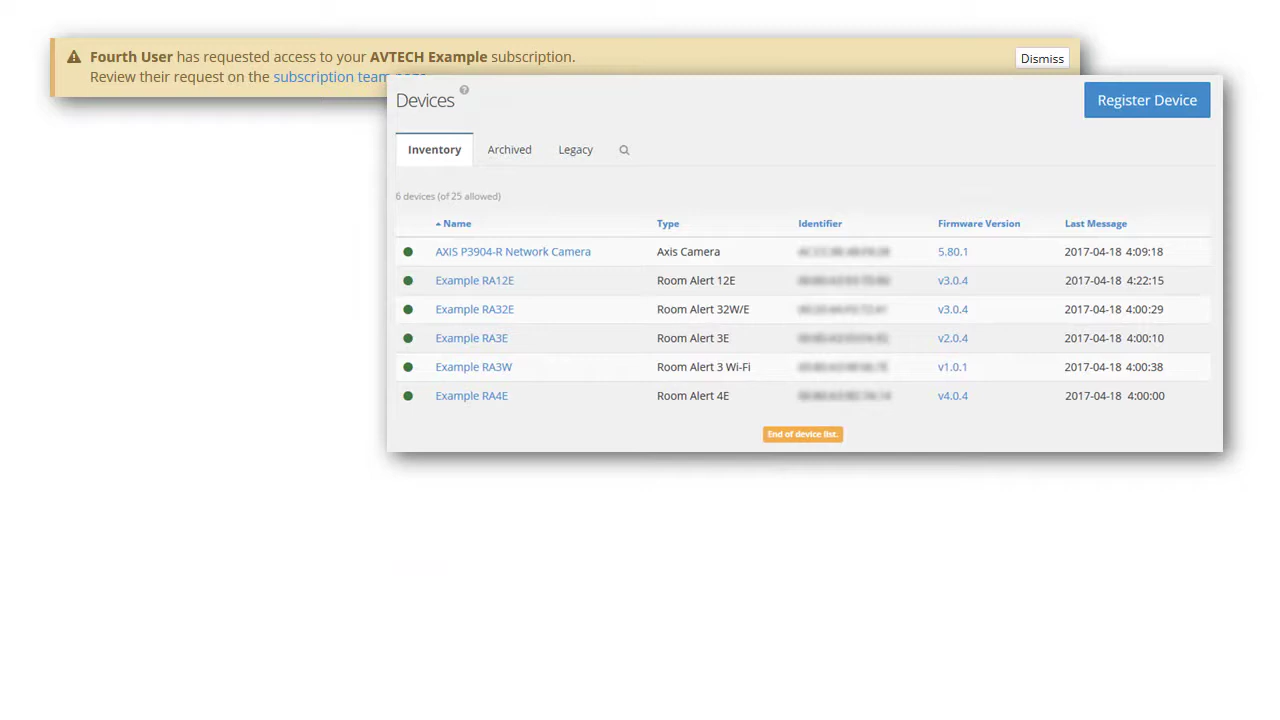 Fourth User has requested access to your AVTECH Example subscription.
Dismiss
Review their request on the subscription team
Devices ?
Register Device
Inventory Archived Legacy
6 devices (of 25 allowed)
Name Type Identifier Firmware Version Last Message
AXIS P3904-R Network Camera Axis Camera 5.80.1 2017-04-18 4:09:18
Example RA12E Room Alert 12E v3.0.4 2017-04-18 4:22:15
Example RA32E Room Alert 32W/E v3.0.4 2017-04-18 4:00:29
Example RA3E Room Alert 3E v2.0.4 2017-04-18 4:00:10
Example RA3W Room Alert 3 Wi-Fi v1.0.1 2017-04-18 4:00:38
Example RA4E Room Alert 4E v4.0.4 2017-04-18 4:00:00
End of device list.